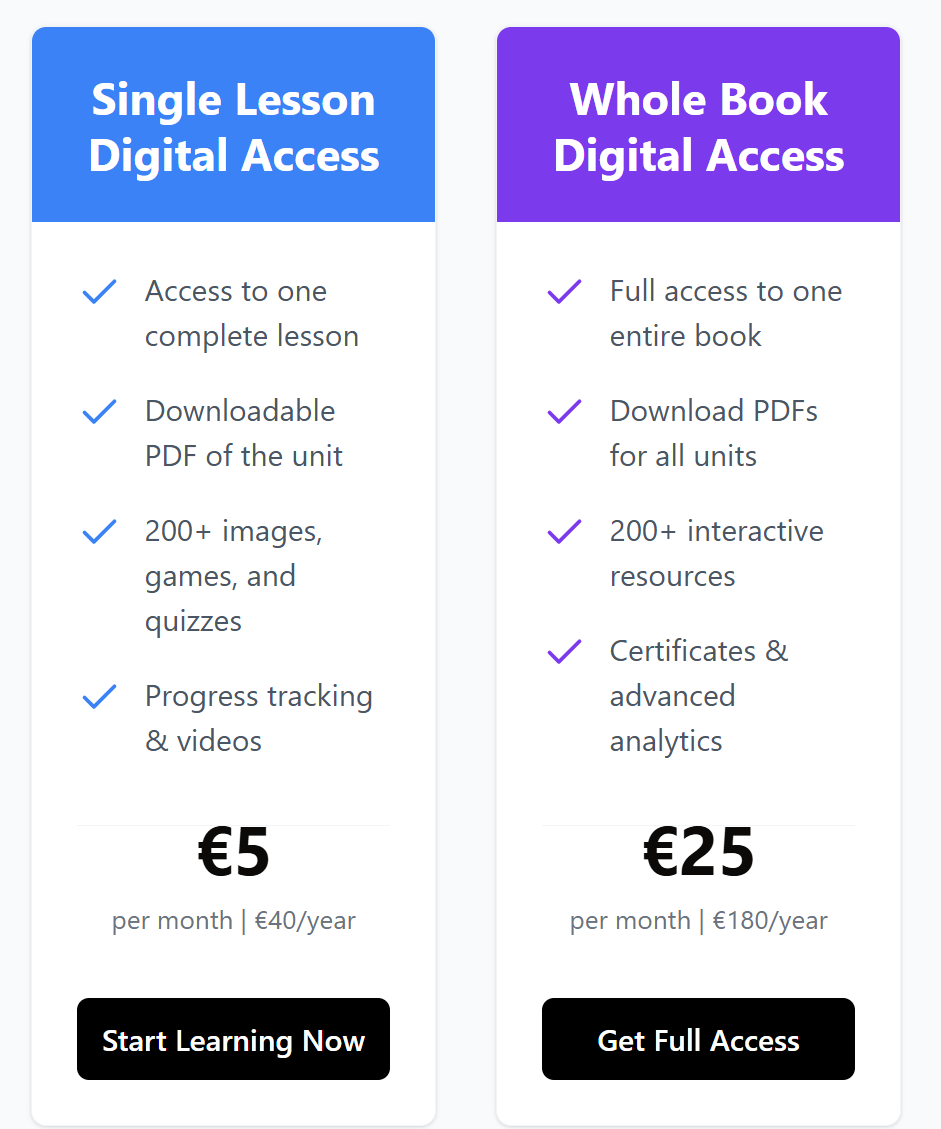 Single Lesson
Digital Access
Access to one
complete lesson
Downloadable
PDF of the unit
200+ images,
games, and
quizzes
Progress tracking
& videos
€5
per month | €40/year
Start Learning Now
Whole Book
Digital Access
Full access to one
entire book
Download PDFs
for all units
200+ interactive
resources
Certificates &
advanced
analytics
€25
per month | €180/year
Get Full Access